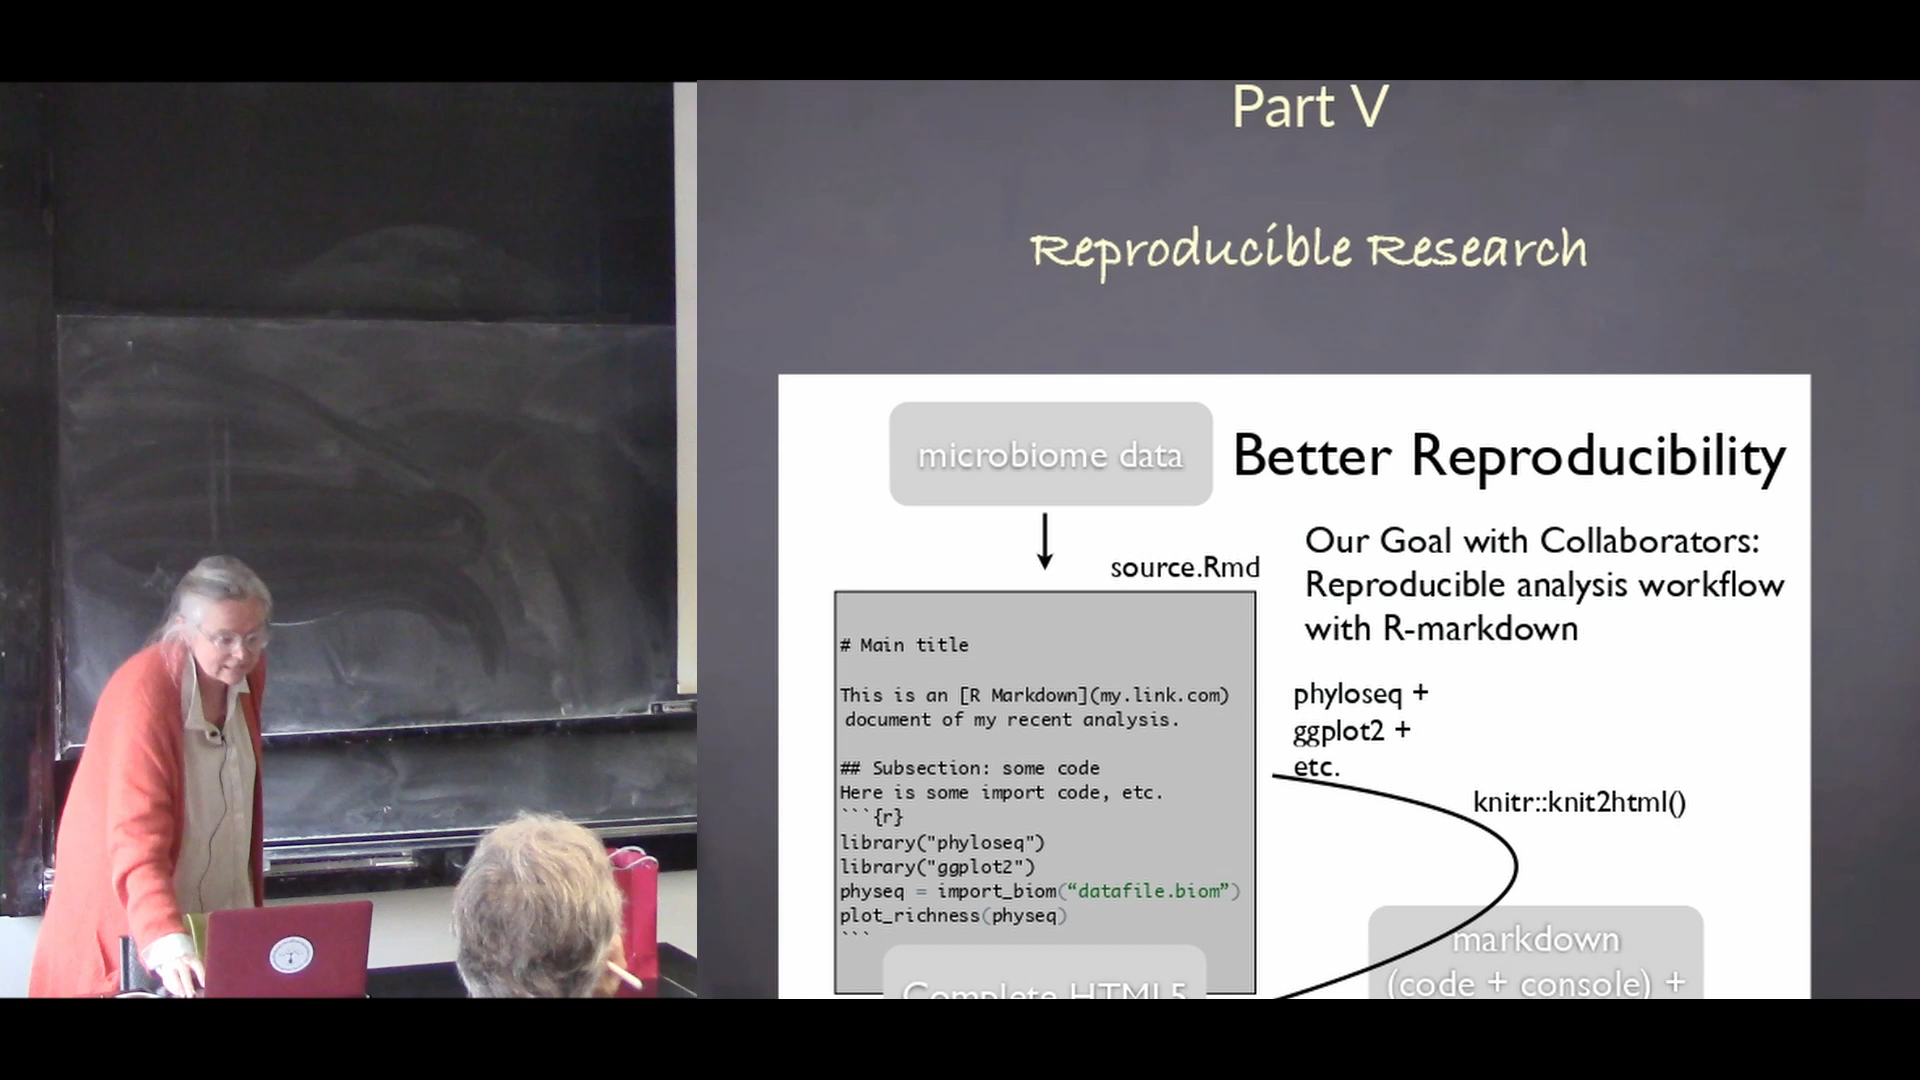 Part V
Reproducible Research
microbiome data
Better Reproducibility
source.Rmd
Our Goal with Collaborators:
Reproducible analysis workflow
with R-markdown
# Main title
This is an [R Markdown](my.link.com)
document of my recent analysis.
## Subsection: some code
Here is some import code, etc.
```{r}
library("phyloseq")
library("ggplot2")
physeq = import_biom(“datafile.biom”)
plot_richness(physeq)
```
phyloseq +
ggplot2 +
etc.
knitr::knit2html()
markdown
(code + console) +
Complete HTML5